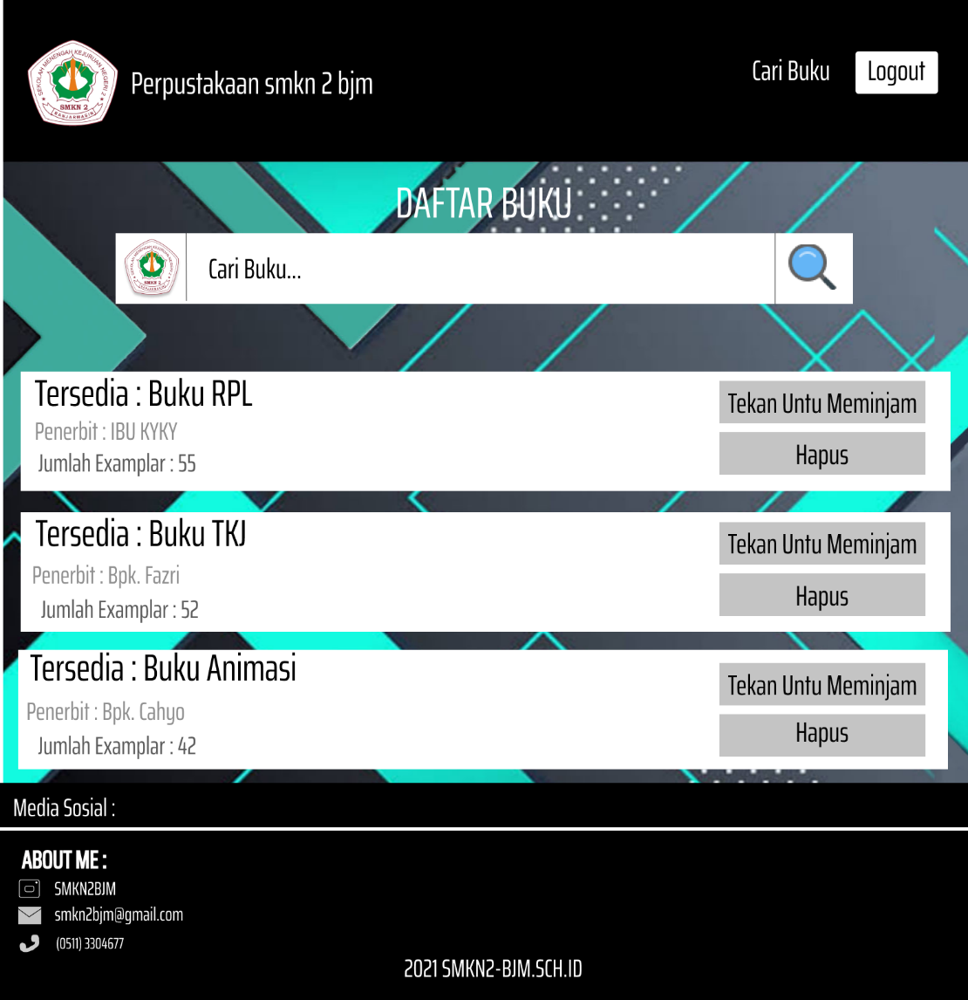 SEKOLAH MENENGAH KEJURUAN NEGERI 2
SMKN 2
BANJARMASIN
Perpustakaan smkn 2 bjm
Cari Buku
Logout
DAFTAR BUKU
SMKN 2
Cari Buku...
Tersedia : Buku RPL
Penerbit : IBU KYKY
Jumlah Examplar : 55
Tekan Untu Meminjam
Hapus
Tersedia : Buku TKJ
Penerbit : Bpk. Fazri
Jumlah Examplar : 52
Tekan Untu Meminjam
Hapus
Tersedia : Buku Animasi
Penerbit : Bpk. Cahyo
Jumlah Examplar : 42
Tekan Untu Meminjam
Hapus
Media Sosial :
ABOUT ME :
SMKN2BJM
smkn2bjm@gmail.com
(0511) 3304677
2021 SMKN2-BJM.SCH.ID